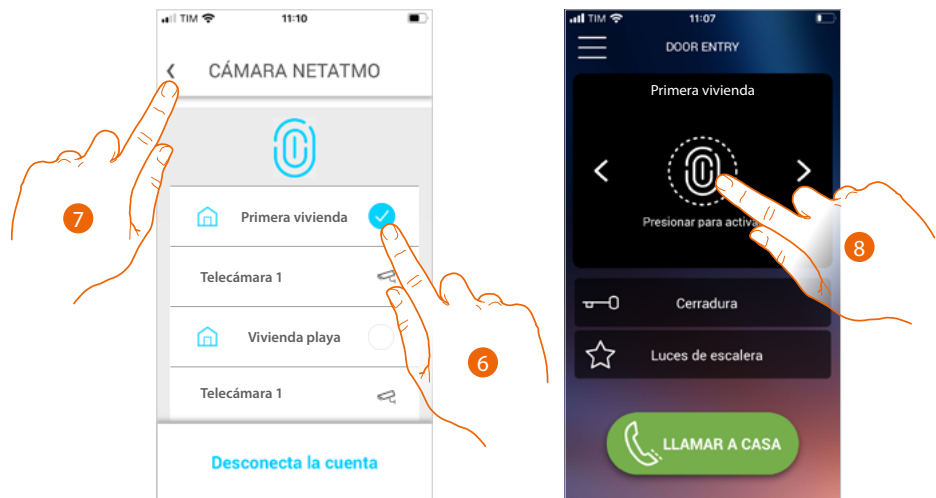 TIM 11:10
CÁMARA NETATMO
Primera vivienda
Telecámara 1
Vivienda playa
Telecámara 1
Desconecta la cuenta
7
6
TIM 11:07
DOOR ENTRY
Primera vivienda
Presionar para activa
Cerradura
Luces de escalera
LLAMAR A CASA
8